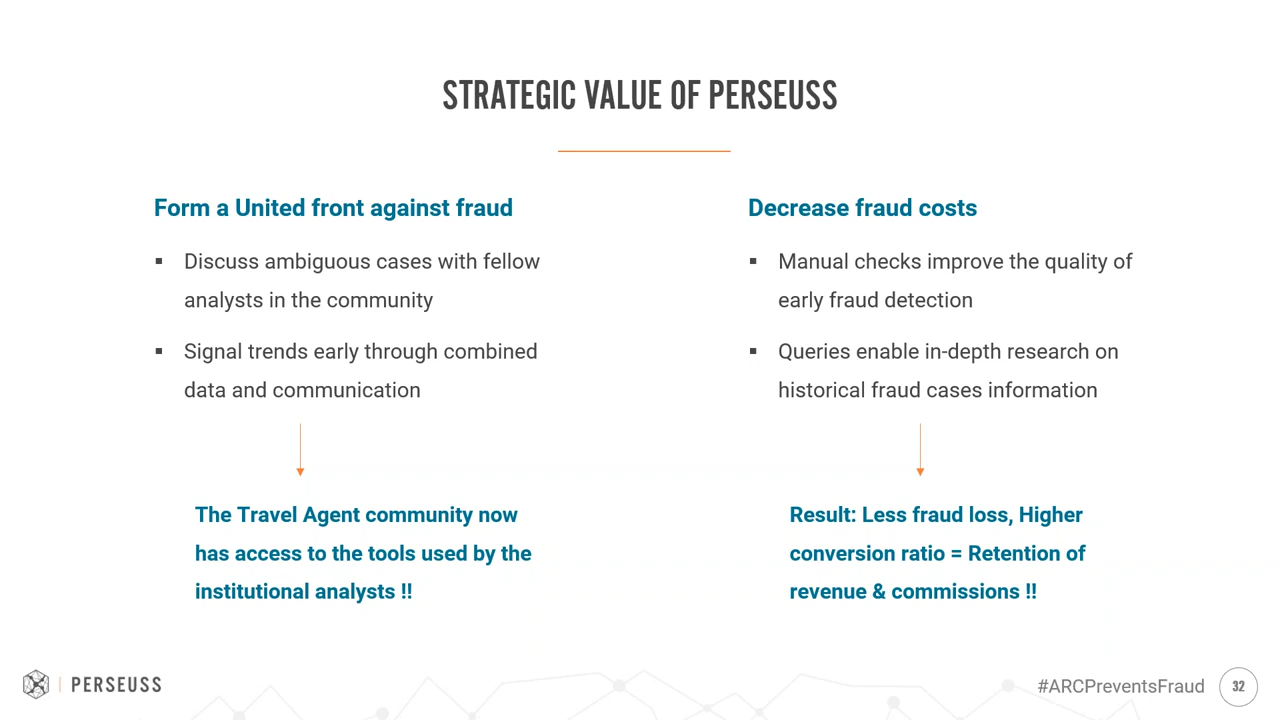 STRATEGIC VALUE OF PERSEUSS
Form a United front against fraud
▪ Discuss ambiguous cases with fellow
analysts in the community
▪ Signal trends early through combined
data and communication
The Travel Agent community now
has access to the tools used by the
institutional analysts !!
Decrease fraud costs
▪ Manual checks improve the quality of
early fraud detection
▪ Queries enable in-depth research on
historical fraud cases information
Result: Less fraud loss, Higher
conversion ratio = Retention of
revenue & commissions !!
PERSEUSS
#ARCPreventsFraud
32